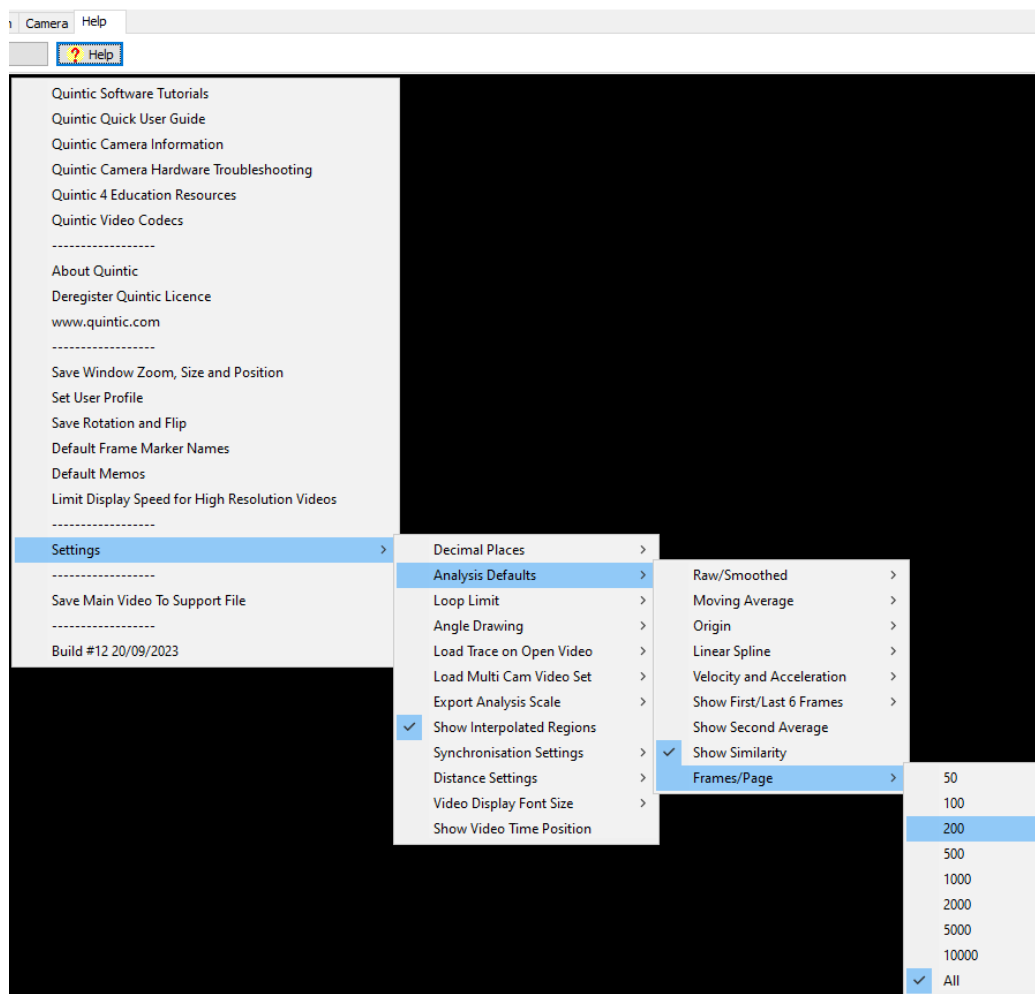 Camera
Help
? Help
Quintic Software Tutorials
Quintic Quick User Guide
Quintic Camera Information
Quintic Camera Hardware Troubleshooting
Quintic 4 Education Resources
Quintic Video Codecs
------------------
About Quintic
Deregister Quintic Licence
www.quintic.com
------------------
Save Window Zoom, Size and Position
Set User Profile
Save Rotation and Flip
Default Frame Marker Names
Default Memos
Limit Display Speed for High Resolution Videos
------------------
Settings
------------------
Save Main Video To Support File
------------------
Build #12 20/09/2023
Decimal Places
Analysis Defaults
Loop Limit
Angle Drawing
Load Trace on Open Video
Load Multi Cam Video Set
Export Analysis Scale
Show Interpolated Regions
Synchronisation Settings
Distance Settings
Video Display Font Size
Show Video Time Position
Raw/Smoothed
Moving Average
Origin
Linear Spline
Velocity and Acceleration
Show First/Last 6 Frames
Show Second Average
Show Similarity
Frames/Page
50
100
200
500
1000
2000
5000
10000
All